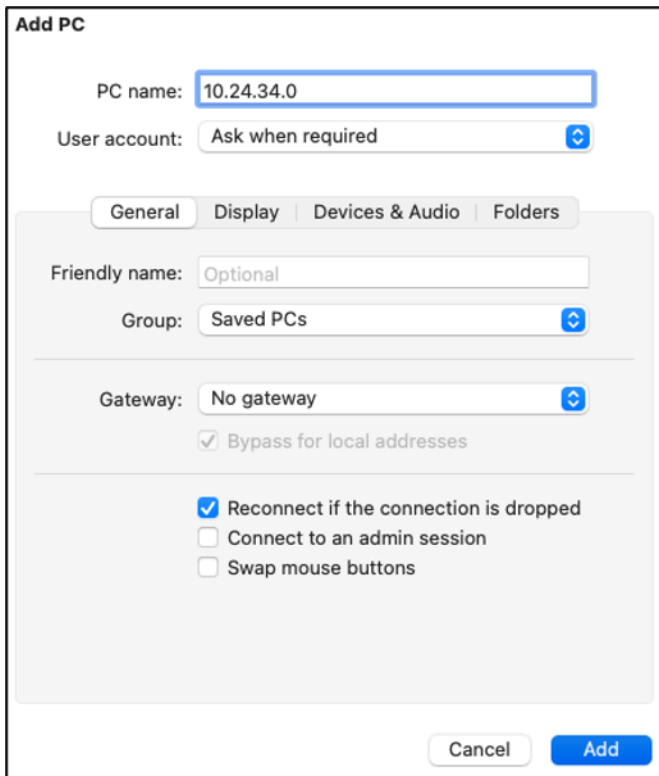 Add PC
PC name: 10.24.34.0
User account: Ask when required
General Display Devices & Audio Folders
Friendly name: Optional
Group: Saved PCs
Gateway: No gateway
Bypass for local addresses
Reconnect if the connection is dropped
Connect to an admin session
Swap mouse buttons
Cancel Add